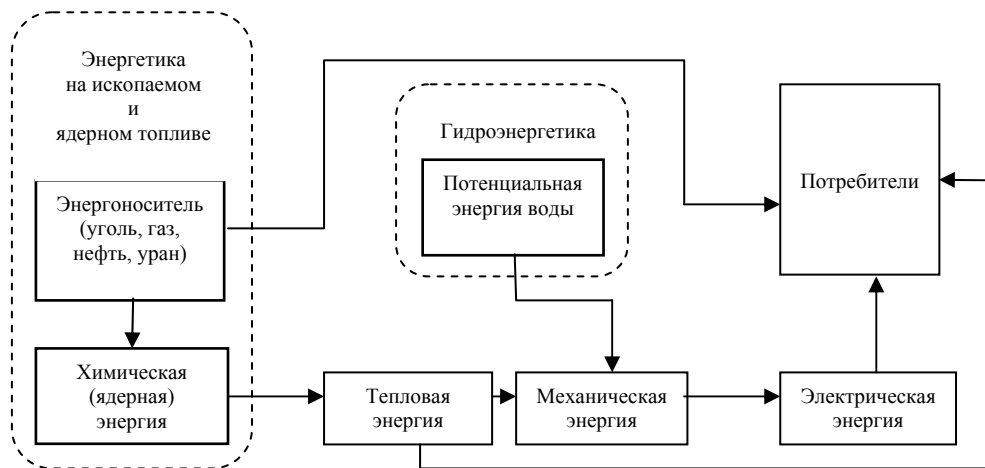 Энергетика
на ископаемом
и
ядерном топливе
Энергоноситель
(уголь, газ,
нефть, уран)
Химическая
(ядерная)
энергия
Гидроэнергетика
Потенциальная
энергия воды
Потребители
Тепловая
энергия
Механическая
энергия
Электрическая
энергия